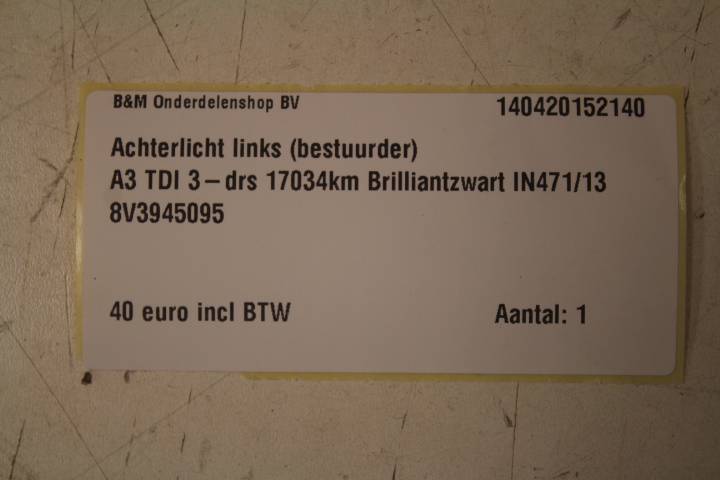 B&M Onderdelenshop BV 140420152140
Achterlicht links (bestuurder)
A3 TDI 3-drs 17034km Brilliantzwart IN471/13
8V3945095
40 euro incl BTW Aantal: 1